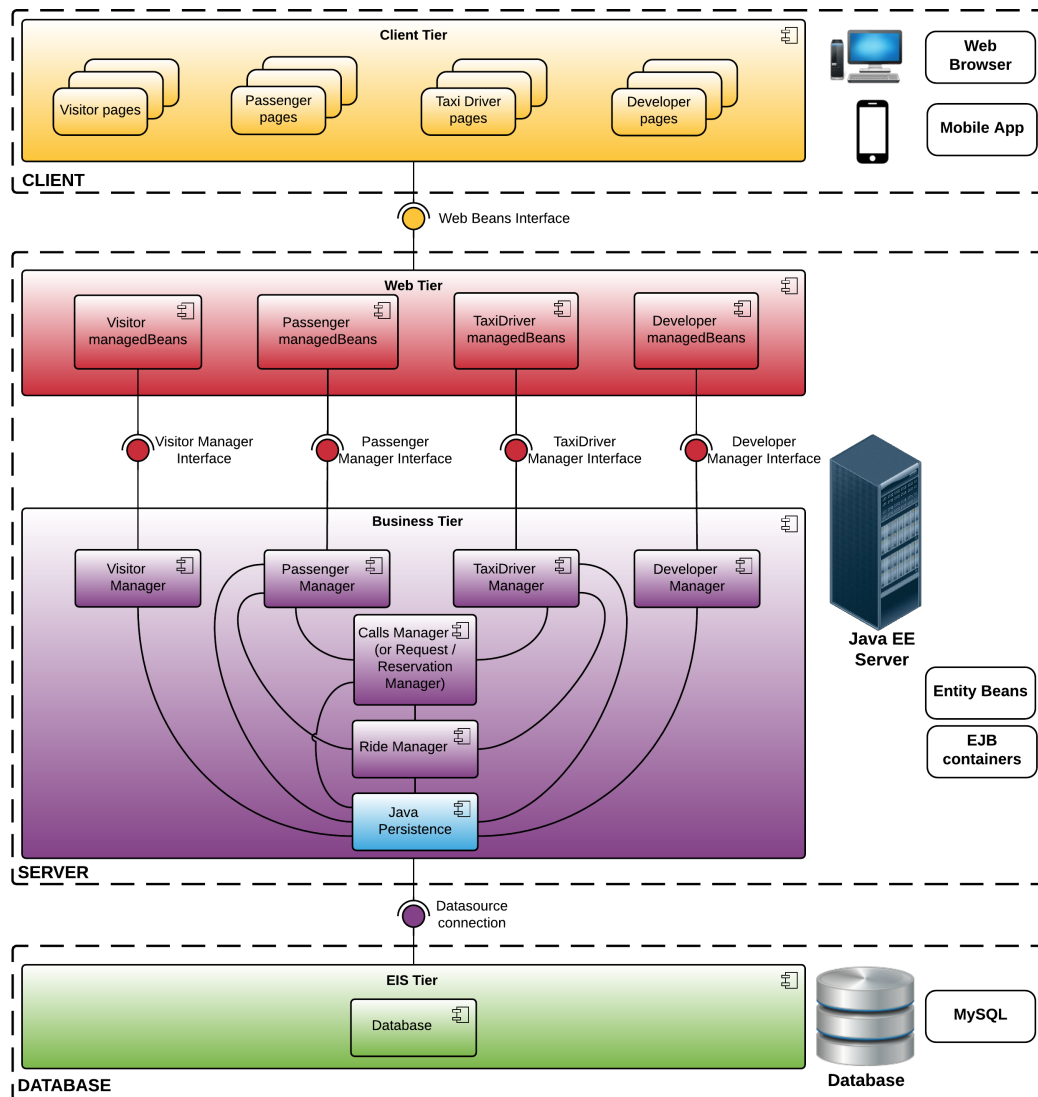 Client Tier
Visitor pages
Passenger
pages
Taxi Driver
pages
Developer
pages
Web
Browser
Mobile App
CLIENT
Web Beans Interface
Web Tier
Visitor
managedBeans
Passenger
managedBeans
TaxiDriver
managedBeans
Developer
managedBeans
Visitor Manager
Interface
Passenger
Manager Interface
TaxiDriver
Manager Interface
Developer
Manager Interface
Business Tier
Visitor
Manager
Passenger
Manager
TaxiDriver
Manager
Developer
Manager
Calls Manager
(or Request /
Reservation
Manager)
Ride Manager
Java
Persistence
Java EE
Server
Entity Beans
EJB
containers
SERVER
Datasource
connection
EIS Tier
Database
MySQL
Database
DATABASE